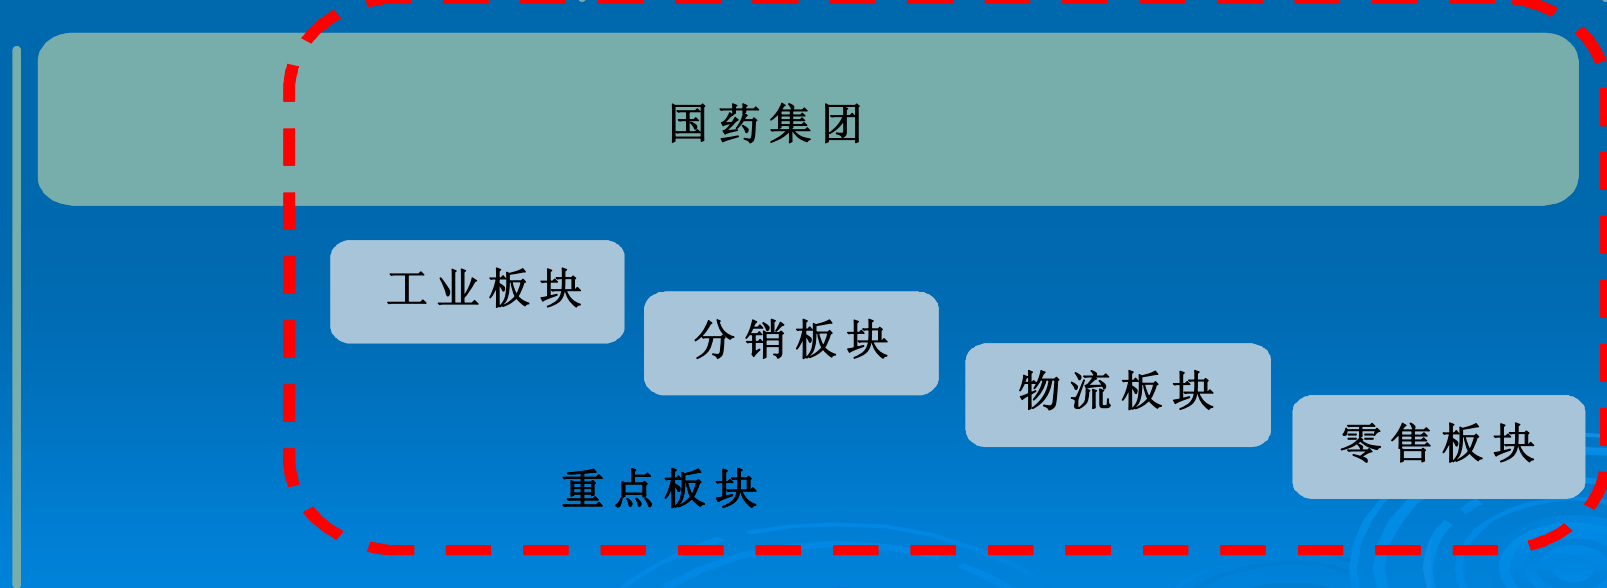 国药集团
工业板块
分销板块
物流板块
零售板块
重点板块